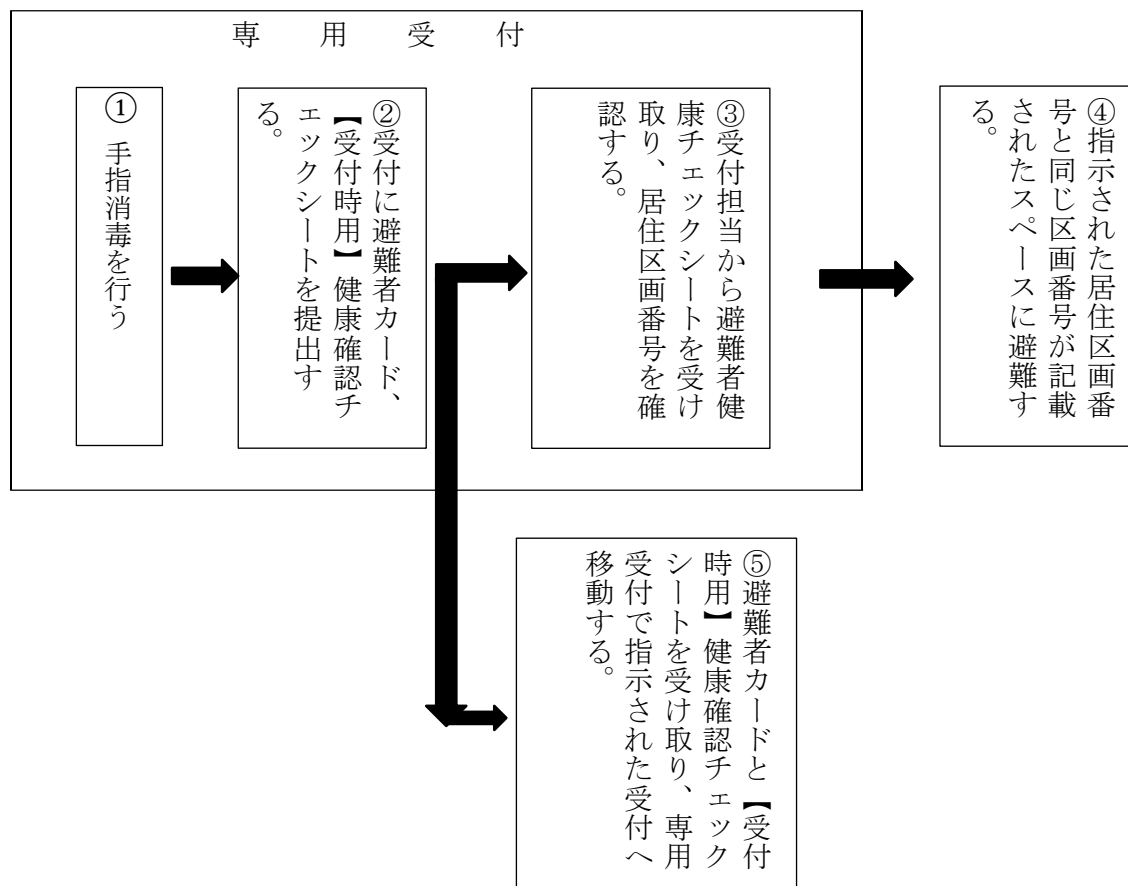 専用受付
① 手指消毒を行う
②受付に避難者カード、
【受付時用】健康確認チ
ェックシートを提出す
る。
③受付担当から避難者健
康チェックシートを受け
取り、居住区画番号を確
認する。
④指示された居住区画番
号と同じ区画番号が記載
されたスペースに避難す
る。
⑤避難者カードと【受付
時用】健康確認チェック
シートを受け取り、専用
受付で指示された受付へ
移動する。